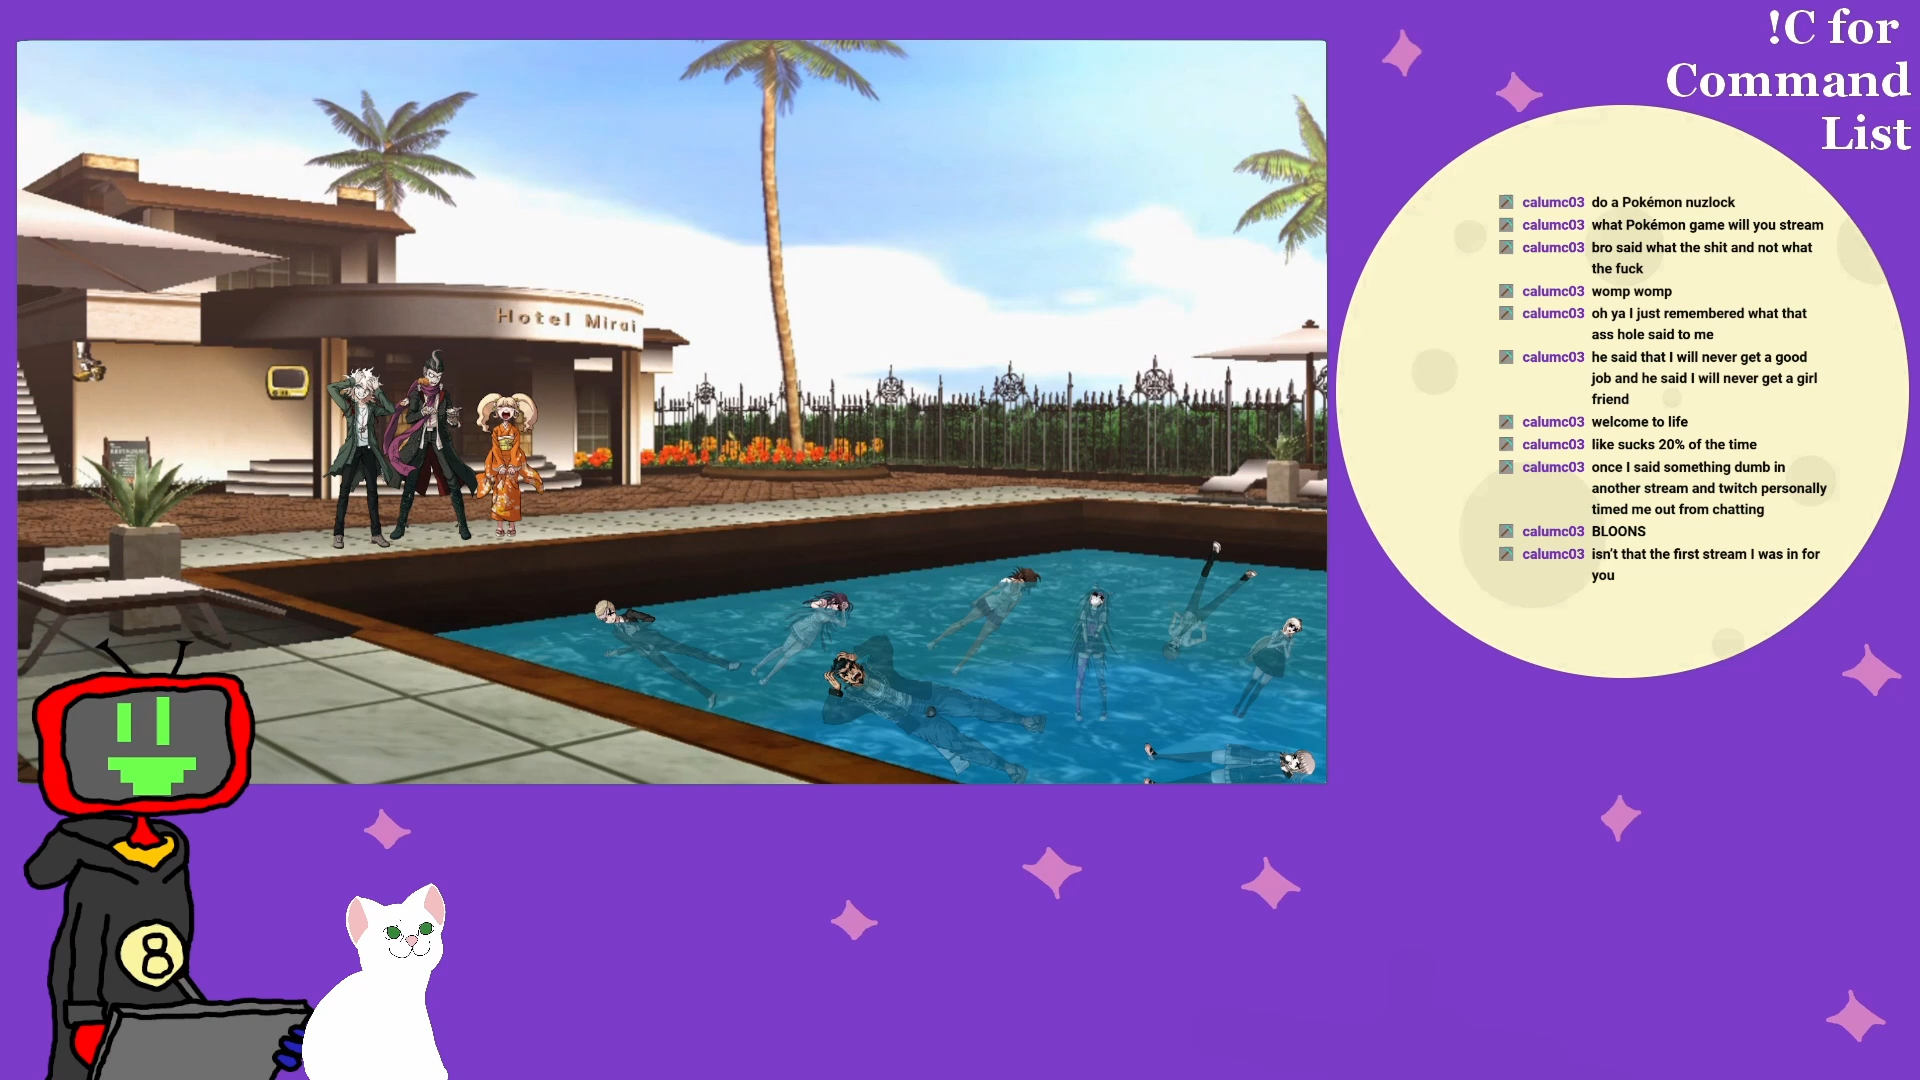 !C for
Command
List
Hotel Mirai
calumc03 do a Pokémon nuzlock
calumc03 what Pokémon game will you stream
calumc03 bro said what the shit and not what
the fuck
calumc03 womp womp
calumc03 oh ya I just remembered what that
ass hole said to me
calumc03 he said that I will never get a good
job and he said I will never get a girl
friend
calumc03 welcome to life
calumc03 like sucks 20% of the time
calumc03 once I said something dumb in
another stream and twitch personally
timed me out from chatting
calumc03 BLOONS
calumc03 isn't that the first stream I was in for
you
8